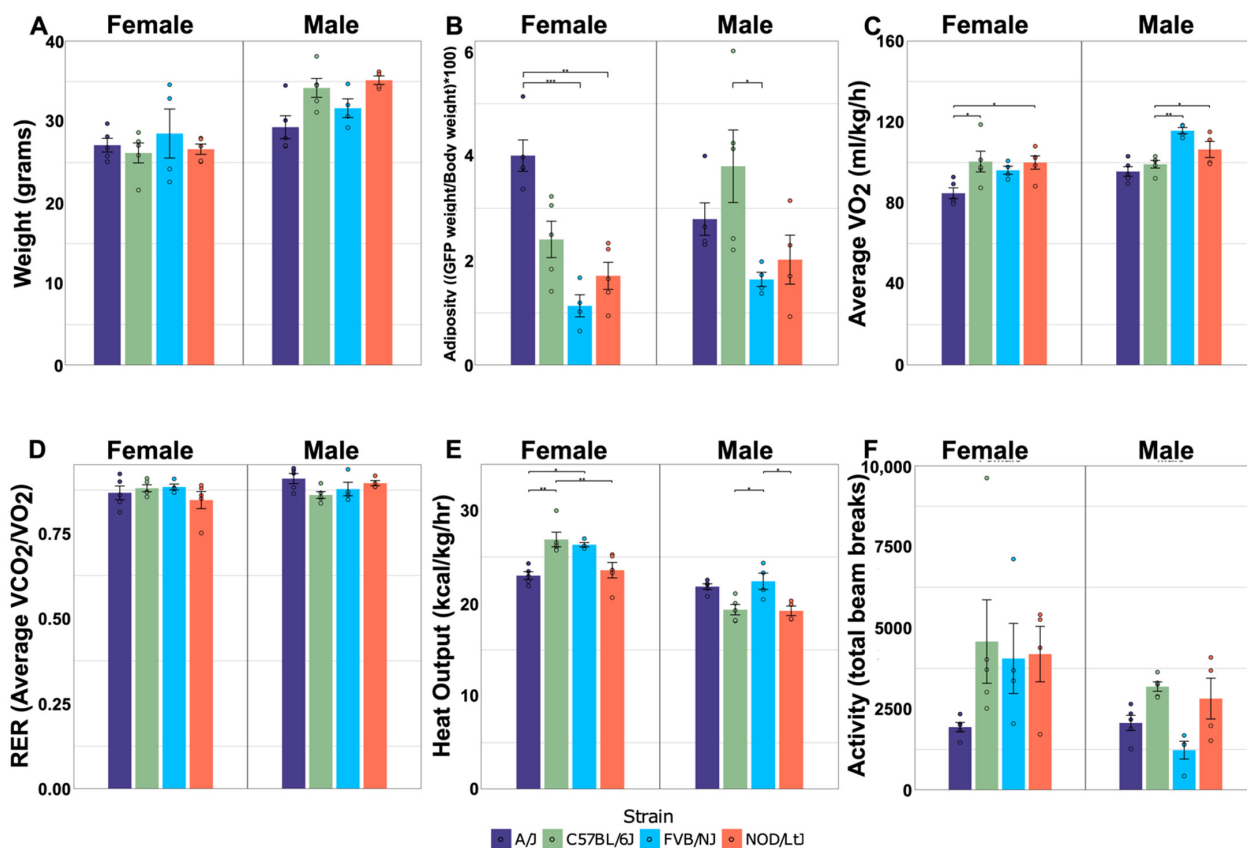 A Female Male
Weight (grams)
40
30
20
10
0
B Female Male
Adiposity ((GFP weight/Body weight)*100)
6
4
2
0
** 
***
*
C Female Male
Average VO2 (ml/kg/h)
160
120
80
40
0
*
*
*
**
D Female Male
RER (Average VCO2/VO2)
0.75
0.50
0.25
0.00
E Female Male
Heat Output (kcal/kg/hr)
30
20
10
0
*
**
**
*
*
F Female Male
Activity (total beam breaks)
10,000
7500
5000
2500
0
Strain
A/J C57BL/6J FVB/NJ NOD/LtJ